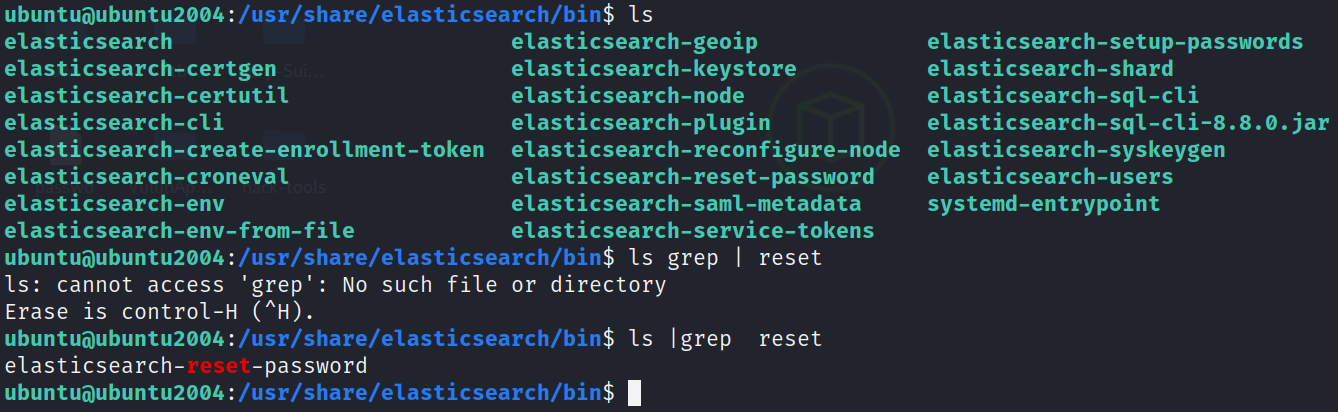 ubuntu@ubuntu2004:/usr/share/elasticsearch/bin$ ls
elasticsearch elasticsearch-geoip elasticsearch-setup-passwords
elasticsearch-certgen elasticsearch-keystore elasticsearch-shard
elasticsearch-certutil elasticsearch-node elasticsearch-sql-cli
elasticsearch-cli elasticsearch-plugin elasticsearch-sql-cli-8.8.0.jar
elasticsearch-create-enrollment-token elasticsearch-reconfigure-node elasticsearch-syskeygen
elasticsearch-croneval elasticsearch-reset-password elasticsearch-users
elasticsearch-env elasticsearch-saml-metadata systemd-entrypoint
elasticsearch-env-from-file elasticsearch-service-tokens
ubuntu@ubuntu2004:/usr/share/elasticsearch/bin$ ls grep | reset
ls: cannot access 'grep': No such file or directory
Erase is control-H (^H).
ubuntu@ubuntu2004:/usr/share/elasticsearch/bin$ ls |grep  reset
elasticsearch-reset-password
ubuntu@ubuntu2004:/usr/share/elasticsearch/bin$